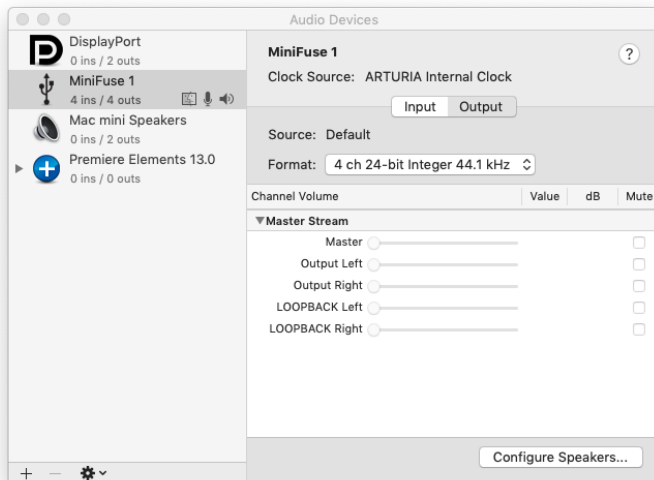 Audio Devices
DisplayPort
0 ins / 2 outs
MiniFuse 1
4 ins / 4 outs
Mac mini Speakers
0 ins / 2 outs
Premiere Elements 13.0
0 ins / 0 outs
MiniFuse 1
?
Clock Source: ARTURIA Internal Clock
Input Output
Source: Default
Format: 4 ch 24-bit Integer 44.1 kHz
Channel Volume Value dB Mute
Master Stream
Master
Output Left
Output Right
LOOPBACK Left
LOOPBACK Right
Configure Speakers...